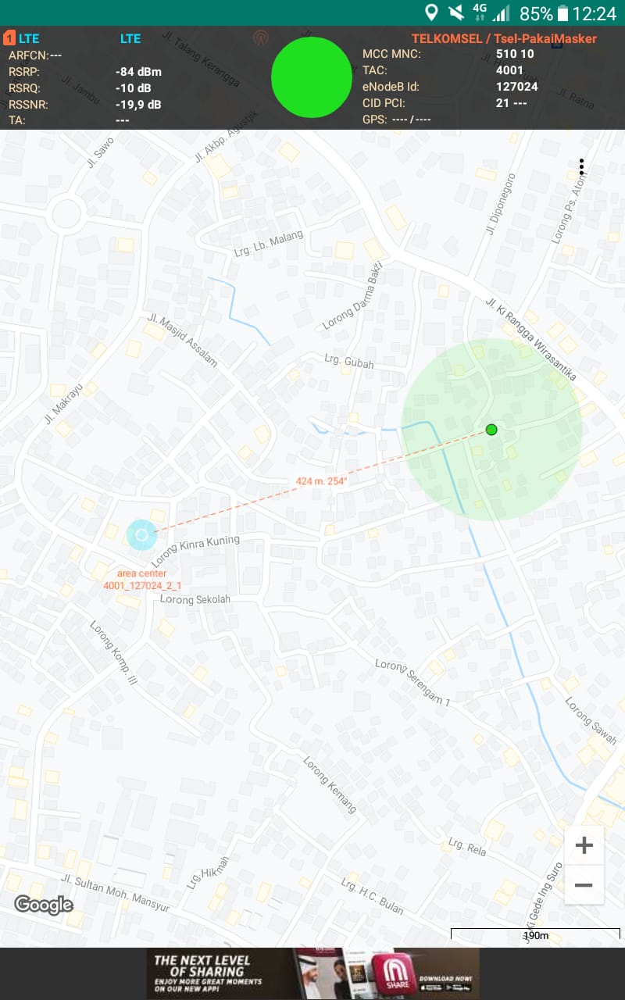 4G 85% 12:24
1 LTE LTE TELKOMSEL / Tsel-PakaiMasker
ARFCN:--- MCC MNC: 510 10
RSRP: -84 dBm TAC: 4001
RSRQ: -10 dB eNodeB Id: 127024
RSSNR: -19,9 dB CID PCI: 21 ---
TA: --- GPS: ---- / ----
Jl. Talang Kerangga
Jl. Jambu
Jl. Ratna
Jl. Akbp. Agustjik
Jl. Sawo
Jl. Diponegoro
Lorong Ps. Atom
Lrg. Lb. Malang
Lorong Darma Bakti
Jl. Ki Rangga Wirasantika
Jl. Masjid Assalam
Lrg. Gubah
Jl. Makrayu
424 m. 254°
Lorong Kinra Kuning
area center
4001_127024_2_1
Lorong Sekolah
Lorong Komp. III
Lorong Serengam 1
Lorong Sawah
Lorong Kemang
Lrg. Rela
Lrg. Hikmah
Jl. Sultan Moh. Mansyur
Lrg. H.C. Bulan
Jl. Ki Gede Ing Suro
+
−
Google
190m
THE NEXT LEVEL
OF SHARING
ENJOY MORE GREAT MOMENTS
ON OUR NEW APP!
SHARE
DOWNLOAD NOW!